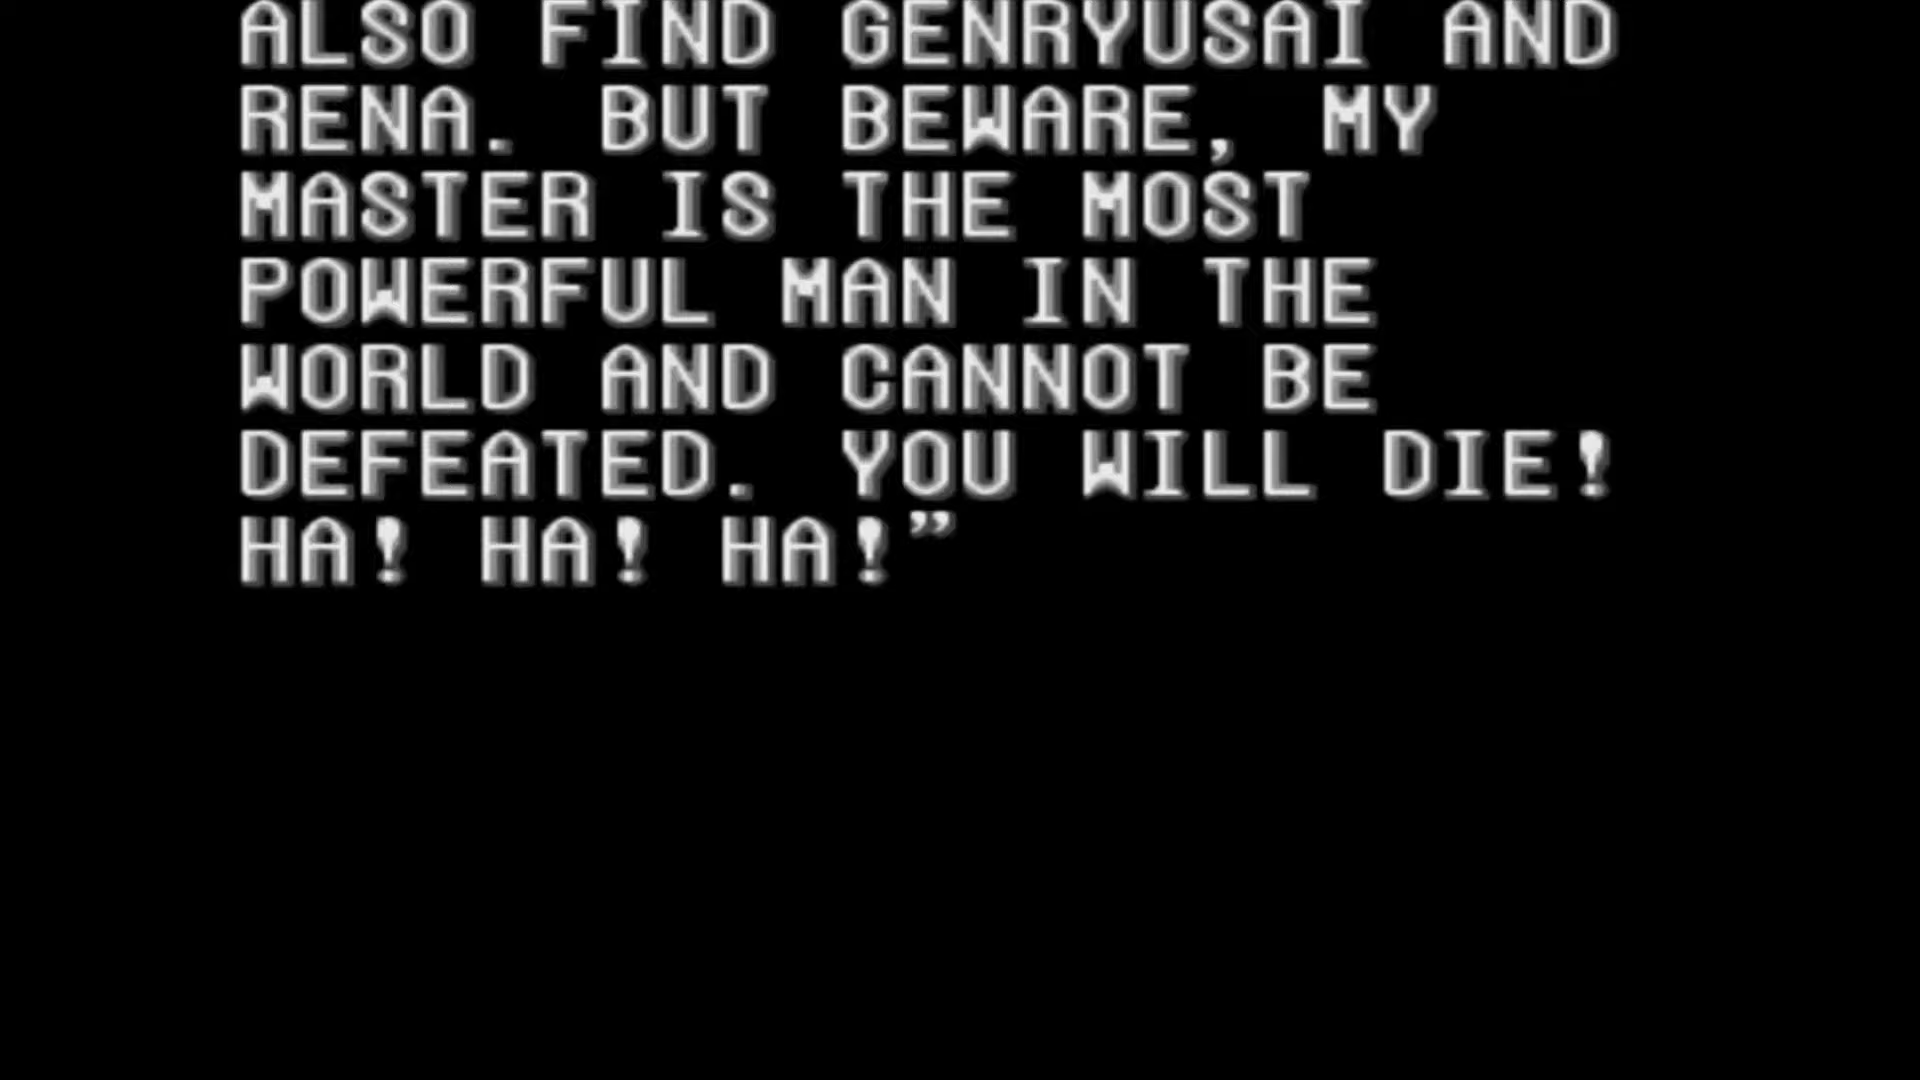 ALSO FIND GENRYUSAI AND
RENA. BUT BEWARE, MY
MASTER IS THE MOST
POWERFUL MAN IN THE
WORLD AND CANNOT BE
DEFEATED. YOU WILL DIE!
HA! HA! HA!”